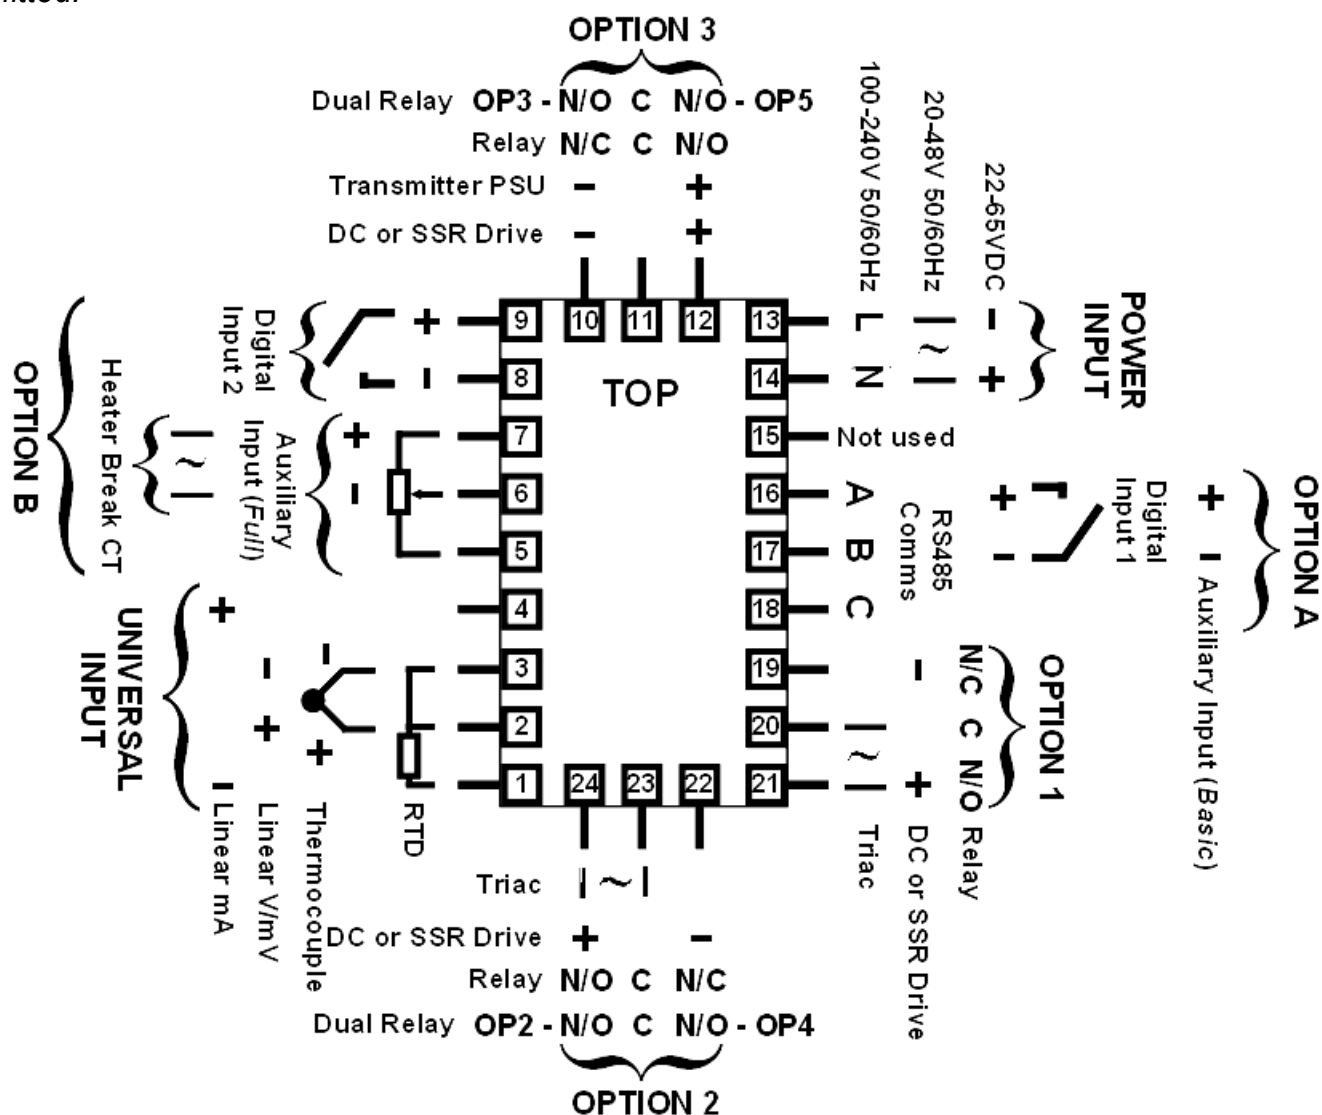 OPTION 3
Dual Relay OP3 - N/O C N/O - OP5
Relay N/C C N/O
Transmitter PSU - +
DC or SSR Drive - +
100-240V 50/60Hz
20-48V 50/60Hz
22-65VDC
POWER
INPUT
L ~ -
N +
9 10 11 12 13
8 14
7 15
6 16
5 17
4 18
3 19
2 20
1 24 23 22 21
TOP
Not used
OPTION B
Digital
Input 2
+
-
Heater Break CT
~
Auxiliary
Input (Full)
+
-
UNIVERSAL
INPUT
+ - Linear mA
- + Linear V/mV
- + Thermocouple
RTD
A
B
C
RS485
Comms
+
-
Digital
Input 1
+ - Auxiliary Input (Basic)
OPTION A
OPTION 1
N/C C N/O Relay
- + DC or SSR Drive
~ Triac
Triac ~
DC or SSR Drive + -
Relay N/O C N/C
Dual Relay OP2 - N/O C N/O - OP4
OPTION 2